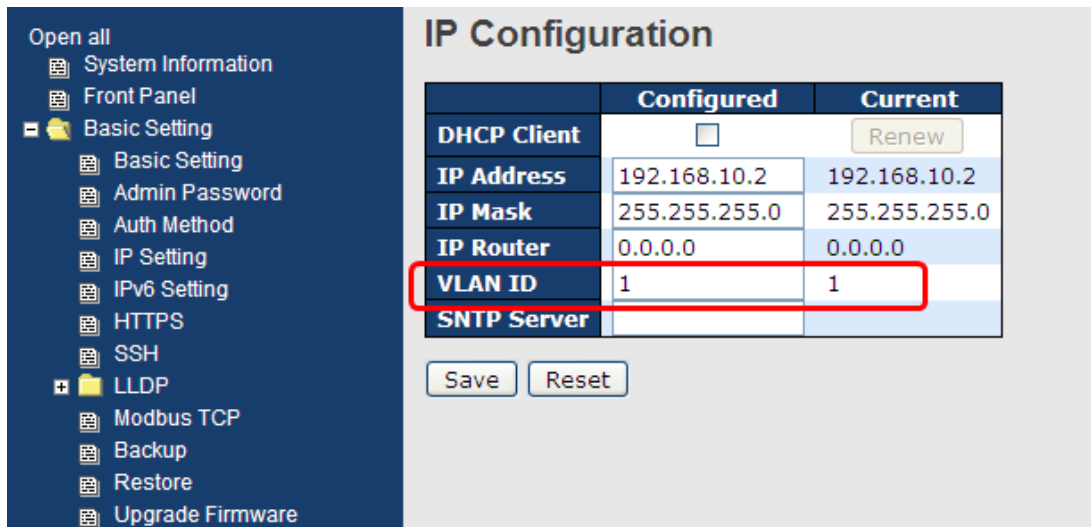 Open all
System Information
Front Panel
Basic Setting
Basic Setting
Admin Password
Auth Method
IP Setting
IPv6 Setting
HTTPS
SSH
LLDP
Modbus TCP
Backup
Restore
Upgrade Firmware
IP Configuration
Configured Current
DHCP Client Renew
IP Address 192.168.10.2 192.168.10.2
IP Mask 255.255.255.0 255.255.255.0
IP Router 0.0.0.0 0.0.0.0
VLAN ID 1 1
SNTP Server
Save Reset